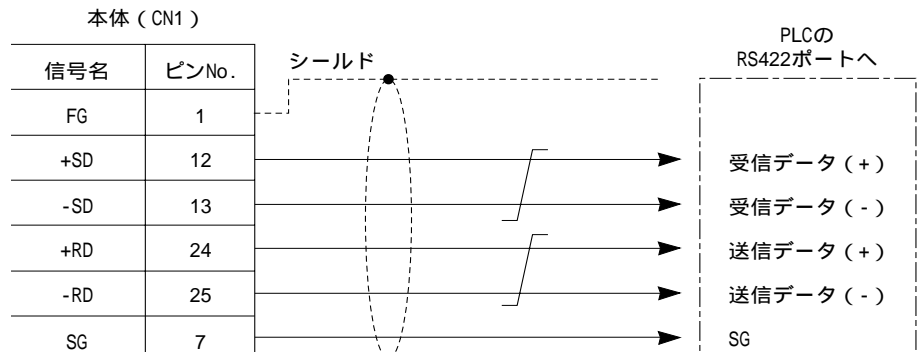 本体(CN1)
PLCの
RS422ポートへ
信号名 ピンNo.
シールド
FG 1
+SD 12 受信データ(+)
-SD 13 受信データ(-)
+RD 24 送信データ(+)
-RD 25 送信データ(-)
SG 7 SG